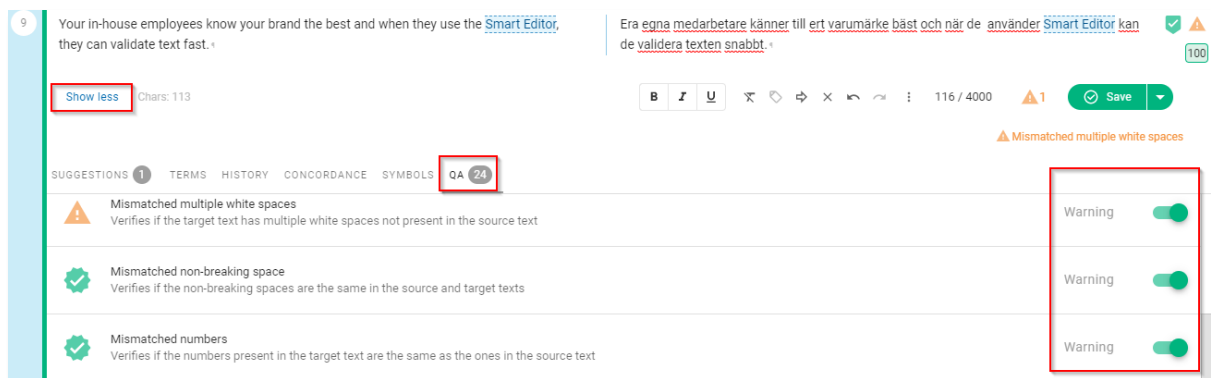 9
Your in-house employees know your brand the best and when they use the Smart Editor,
they can validate text fast.
Era egna medarbetare känner till ert varumärke bäst och när de  använder Smart Editor kan
de validera texten snabbt.
100
Show less
Chars: 113
B I U
116 / 4000
1
Save
Mismatched multiple white spaces
SUGGESTIONS 1 TERMS HISTORY CONCORDANCE SYMBOLS QA 24
Mismatched multiple white spaces
Warning
Verifies if the target text has multiple white spaces not present in the source text
Mismatched non-breaking space
Warning
Verifies if the non-breaking spaces are the same in the source and target texts
Mismatched numbers
Warning
Verifies if the numbers present in the target text are the same as the ones in the source text